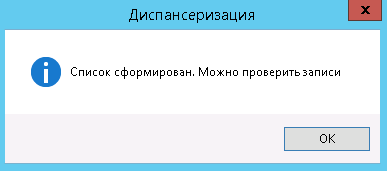 Диспансеризация
x
Список сформирован. Можно проверить записи
OK